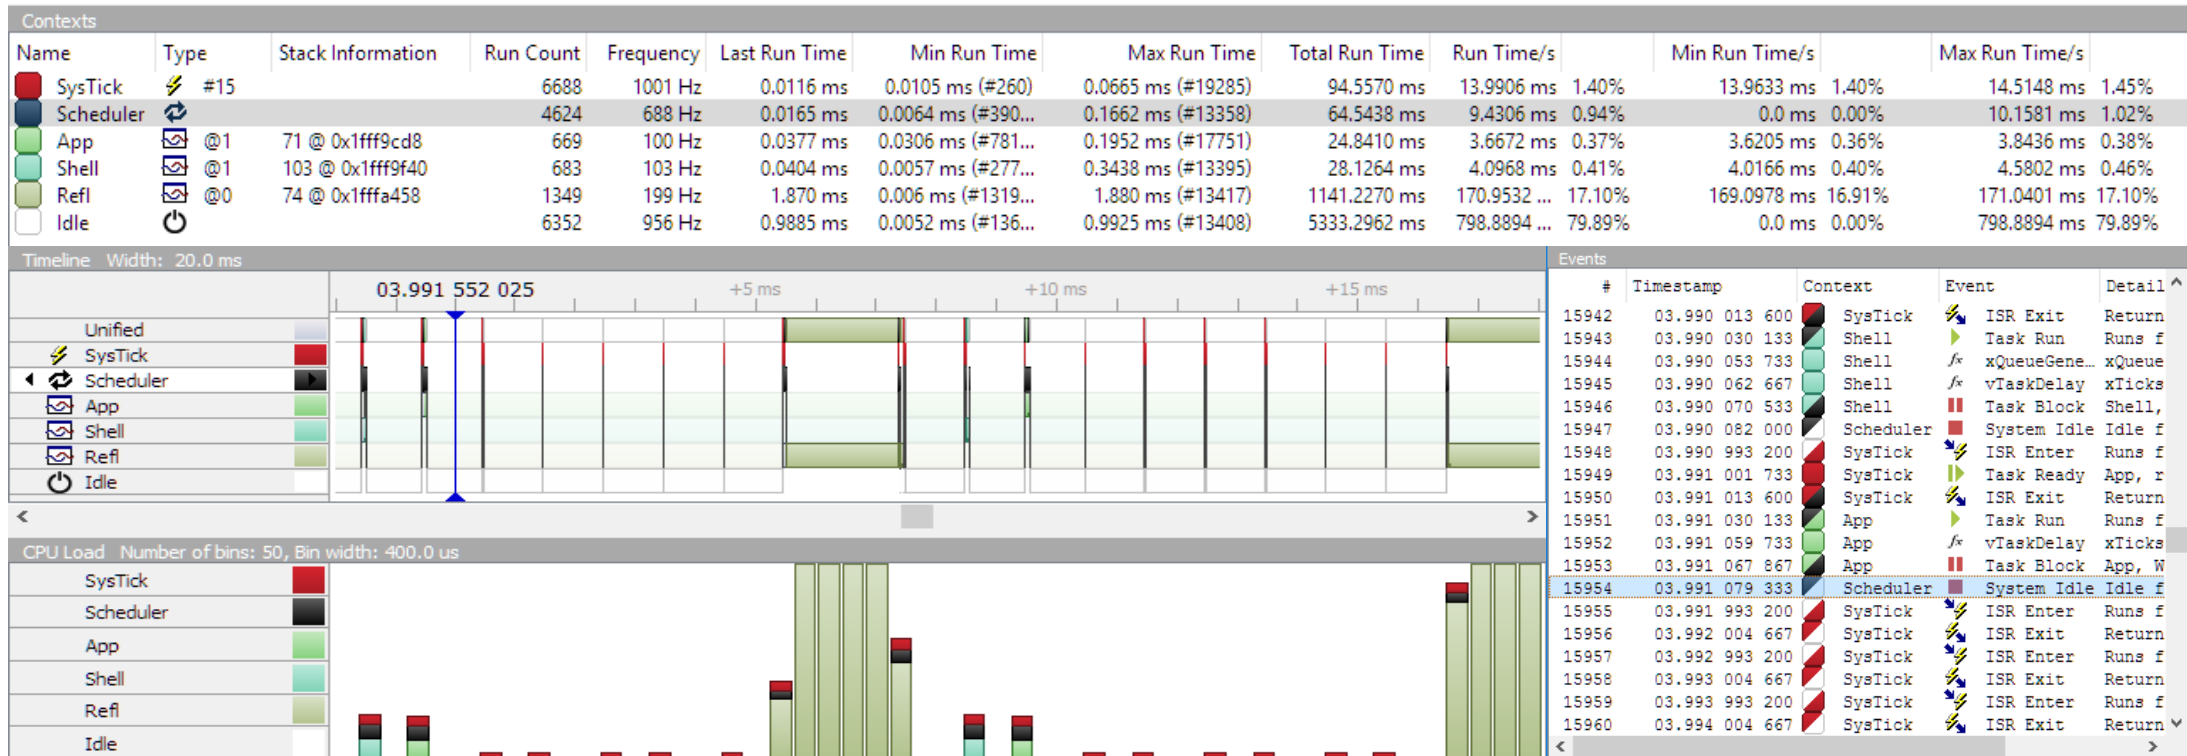 Contexts
Name Type Stack Information Run Count Frequency Last Run Time Min Run Time Max Run Time Total Run Time Run Time/s Min Run Time/s Max Run Time/s
SysTick #15 6688 1001 Hz 0.0116 ms 0.0105 ms (#260) 0.0665 ms (#19285) 94.5570 ms 13.9906 ms 1.40% 13.9633 ms 1.40% 14.5148 ms 1.45%
Scheduler 4624 688 Hz 0.0165 ms 0.0064 ms (#390... 0.1662 ms (#13358) 64.5438 ms 9.4306 ms 0.94% 0.0 ms 0.00% 10.1581 ms 1.02%
App @1 71 @ 0x1fff9cd8 669 100 Hz 0.0377 ms 0.0306 ms (#781... 0.1952 ms (#17751) 24.8410 ms 3.6672 ms 0.37% 3.6205 ms 0.36% 3.8436 ms 0.38%
Shell @1 103 @ 0x1fff9f40 683 103 Hz 0.0404 ms 0.0057 ms (#277... 0.3438 ms (#13395) 28.1264 ms 4.0968 ms 0.41% 4.0166 ms 0.40% 4.5802 ms 0.46%
Refl @0 74 @ 0x1fffa458 1349 199 Hz 1.870 ms 0.006 ms (#1319... 1.880 ms (#13417) 1141.2270 ms 170.9532 ... 17.10% 169.0978 ms 16.91% 171.0401 ms 17.10%
Idle 6352 956 Hz 0.9885 ms 0.0052 ms (#136... 0.9925 ms (#13408) 5333.2962 ms 798.8894 ... 79.89% 0.0 ms 0.00% 798.8894 ms 79.89%
Timeline Width: 20.0 ms
03.991 552 025 +5 ms +10 ms +15 ms
Unified
SysTick
Scheduler
App
Shell
Refl
Idle
CPU Load Number of bins: 50, Bin width: 400.0 us
SysTick
Scheduler
App
Shell
Refl
Idle
Events
# Timestamp Context Event Detail
15942 03.990 013 600 SysTick ISR Exit Return
15943 03.990 030 133 Shell Task Run Runs f
15944 03.990 053 733 Shell fx xQueueGene... xQueue
15945 03.990 062 667 Shell fx vTaskDelay xTicks
15946 03.990 070 533 Shell Task Block Shell,
15947 03.990 082 000 Scheduler System Idle Idle f
15948 03.990 993 200 SysTick ISR Enter Runs f
15949 03.991 001 733 SysTick Task Ready App, r
15950 03.991 013 600 SysTick ISR Exit Return
15951 03.991 030 133 App Task Run Runs f
15952 03.991 059 733 App fx vTaskDelay xTicks
15953 03.991 067 867 App Task Block App, W
15954 03.991 079 333 Scheduler System Idle Idle f
15955 03.991 993 200 SysTick ISR Enter Runs f
15956 03.992 004 667 SysTick ISR Exit Return
15957 03.992 993 200 SysTick ISR Enter Runs f
15958 03.993 004 667 SysTick ISR Exit Return
15959 03.993 993 200 SysTick ISR Enter Runs f
15960 03.994 004 667 SysTick ISR Exit Return